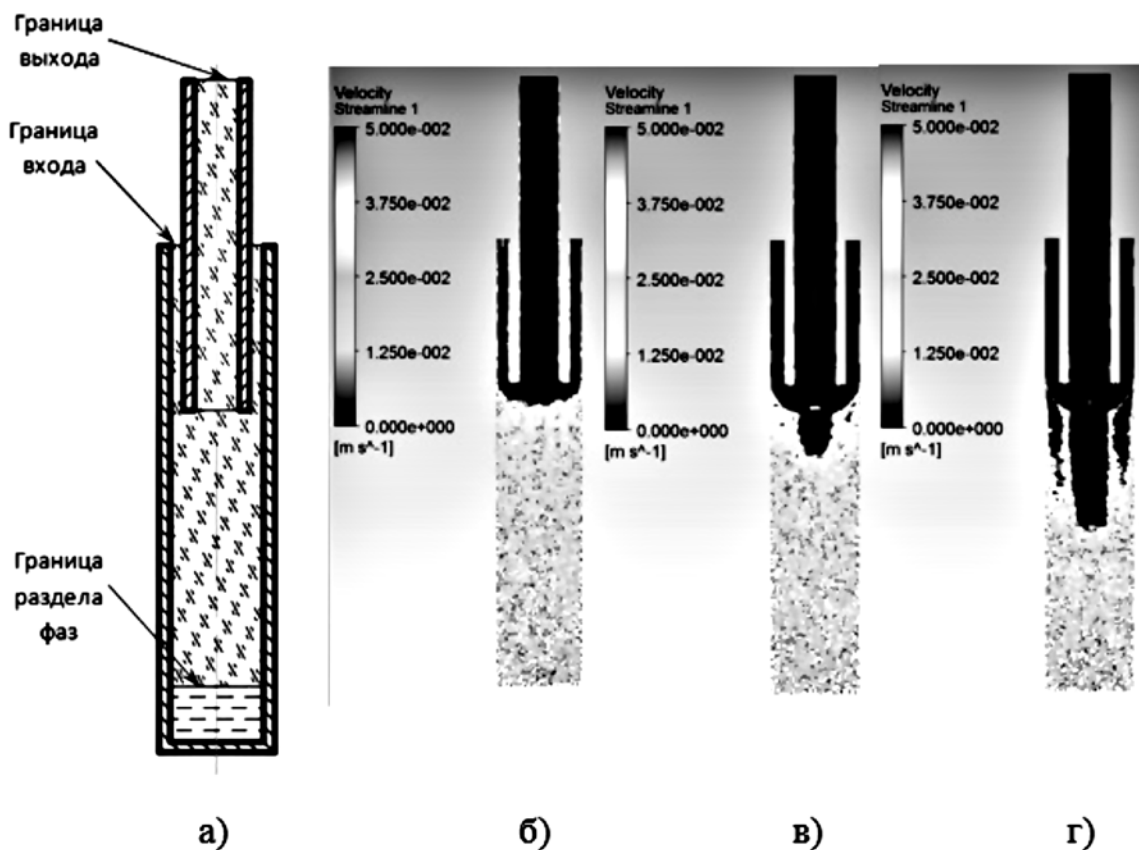 Граница
выхода
Граница
входа
Граница
раздела
фаз
Velocity
Streamline 1
5.000e-002
3.750e-002
2.500e-002
1.250e-002
0.000e+000
[m s^-1]
Velocity
Streamline 1
5.000e-002
3.750e-002
2.500e-002
1.250e-002
0.000e+000
[m s^-1]
Velocity
Streamline 1
5.000e-002
3.750e-002
2.500e-002
1.250e-002
0.000e+000
[m s^-1]
а)
б)
в)
г)